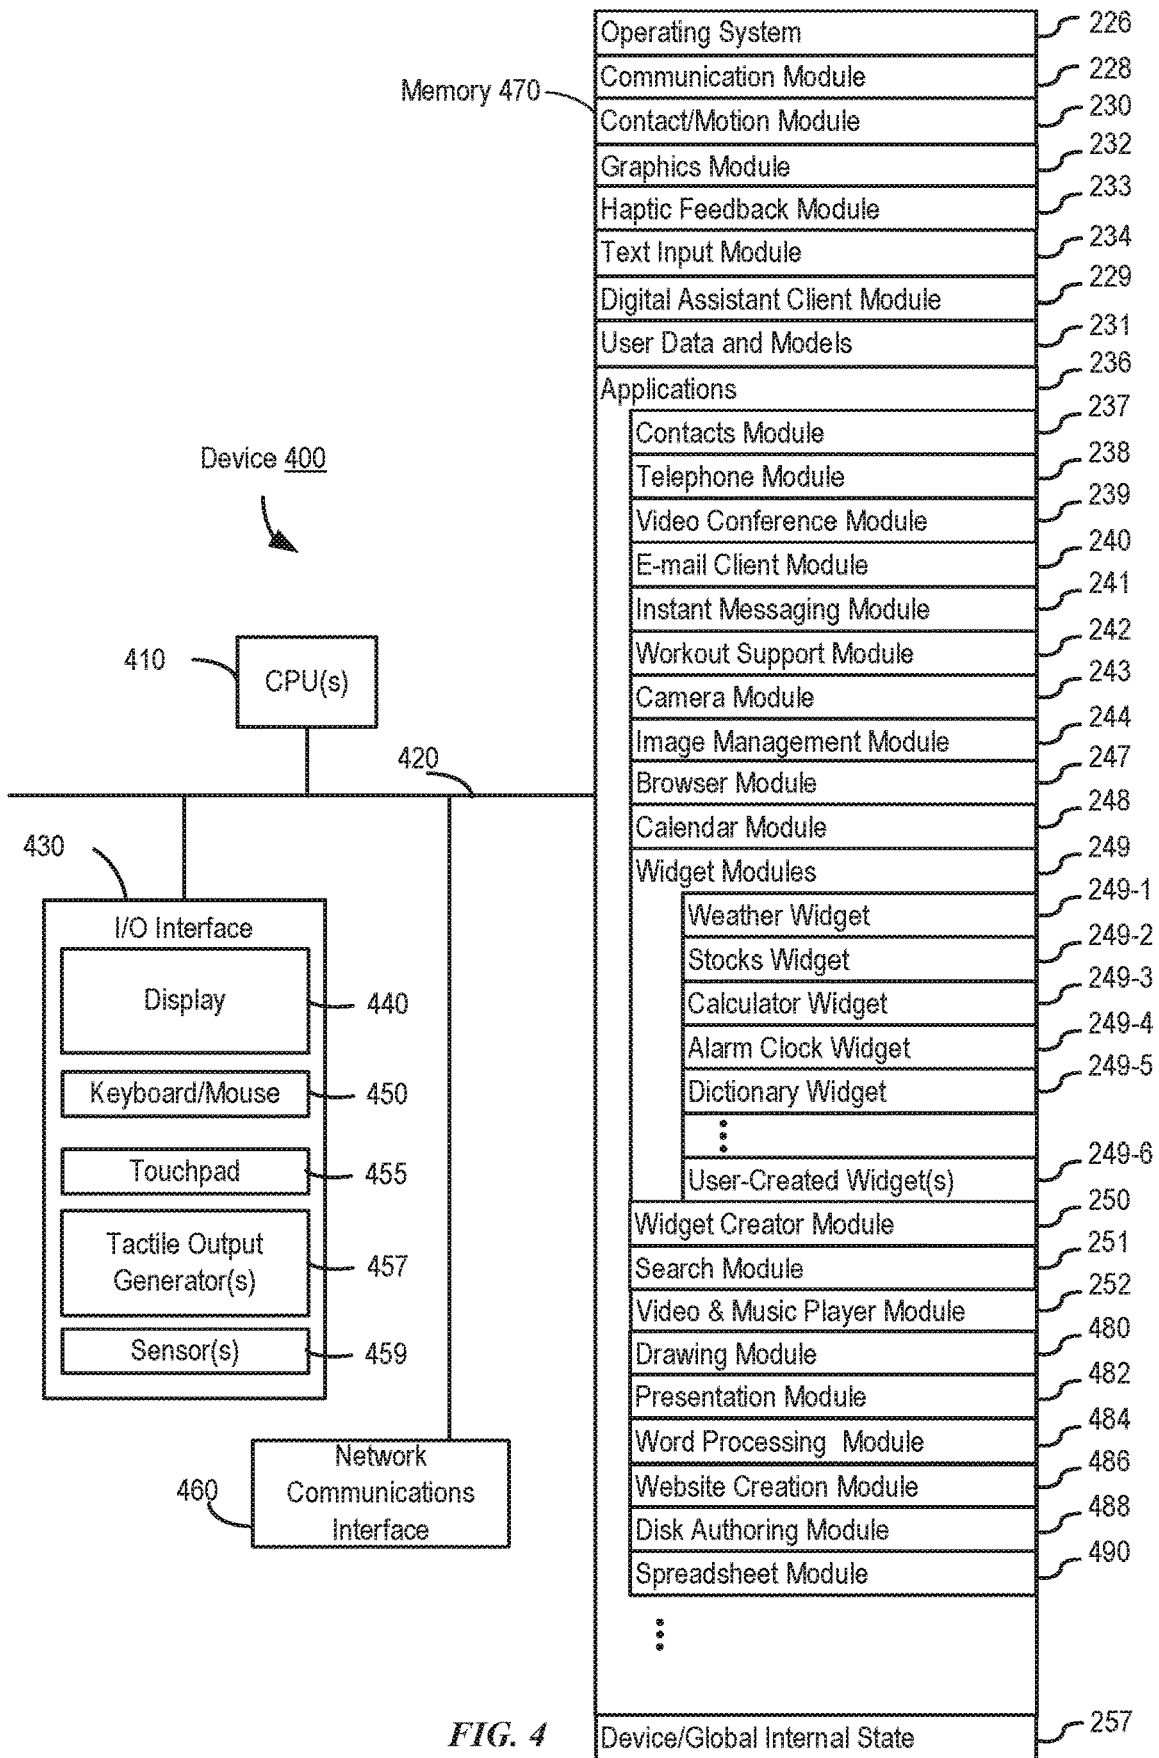 Operating System 226
Communication Module 228
Memory 470
Contact/Motion Module 230
Graphics Module 232
Haptic Feedback Module 233
Text Input Module 234
Digital Assistant Client Module 229
User Data and Models 231
Applications 236
Contacts Module 237
Telephone Module 238
Video Conference Module 239
E-mail Client Module 240
Instant Messaging Module 241
Workout Support Module 242
Camera Module 243
Image Management Module 244
Browser Module 247
Calendar Module 248
Widget Modules 249
Weather Widget 249-1
Stocks Widget 249-2
Calculator Widget 249-3
Alarm Clock Widget 249-4
Dictionary Widget 249-5
User-Created Widget(s) 249-6
Widget Creator Module 250
Search Module 251
Video & Music Player Module 252
Drawing Module 480
Presentation Module 482
Word Processing Module 484
Website Creation Module 486
Disk Authoring Module 488
Spreadsheet Module 490
Device/Global Internal State 257
Device 400
410
CPU(s)
420
430
I/O Interface
Display 440
Keyboard/Mouse 450
Touchpad 455
Tactile Output
Generator(s) 457
Sensor(s) 459
460
Network
Communications
Interface
FIG. 4